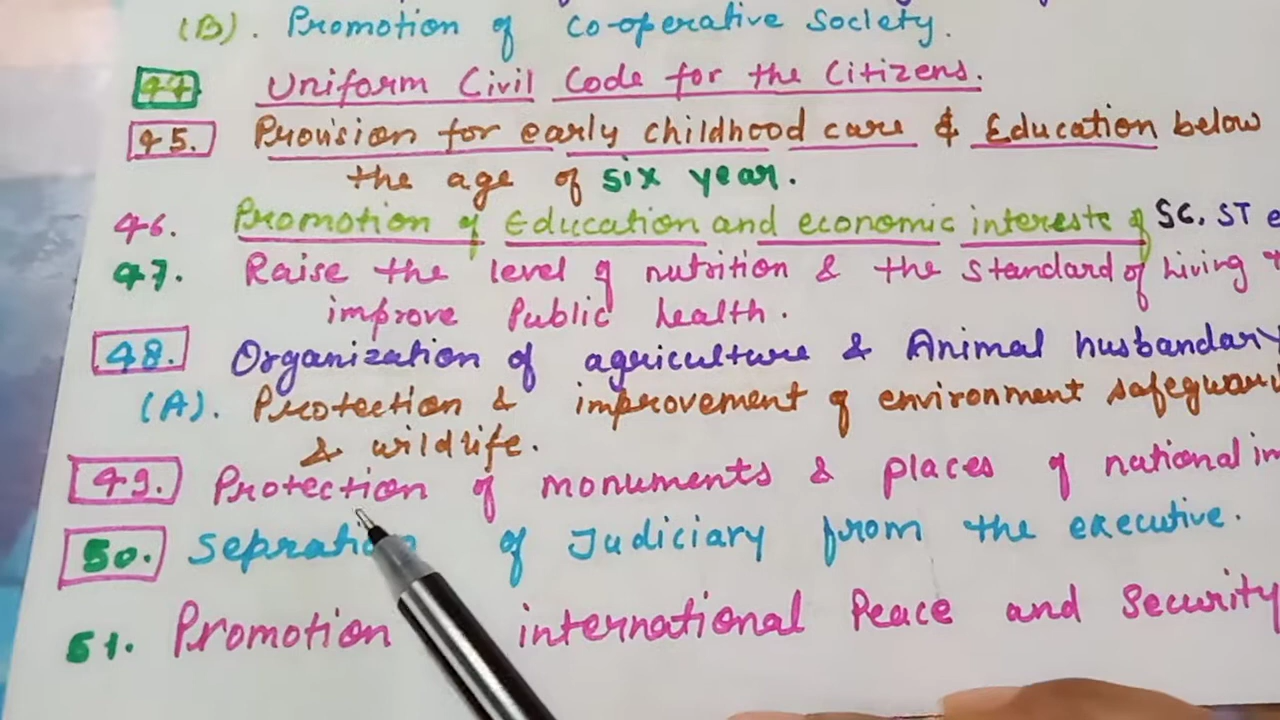 (B). Promotion of Co-operative Society.
44 Uniform Civil Code for the Citizens.
45. Provision for early childhood care & Education below
the age of six year.
46. Promotion of Education and economic interests of SC, ST
47. Raise the level of nutrition & the standard of living
improve Public health.
48. Organization of agriculture & Animal husbandary
(A). Protection & improvement of environment safeguard
& wildlife.
49. Protection of monuments & places of national im
50. Sepration of Judiciary from the executive.
51. Promotion international Peace and Security